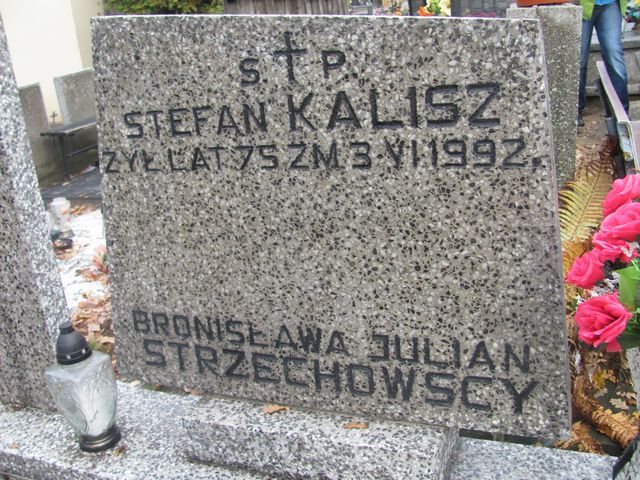 S † P.
STEFAN KALISZ
ŻYŁ LAT 75 ZM 3 VI 1992.
BRONISŁAWA JULIAN
STRZECHOWSCY